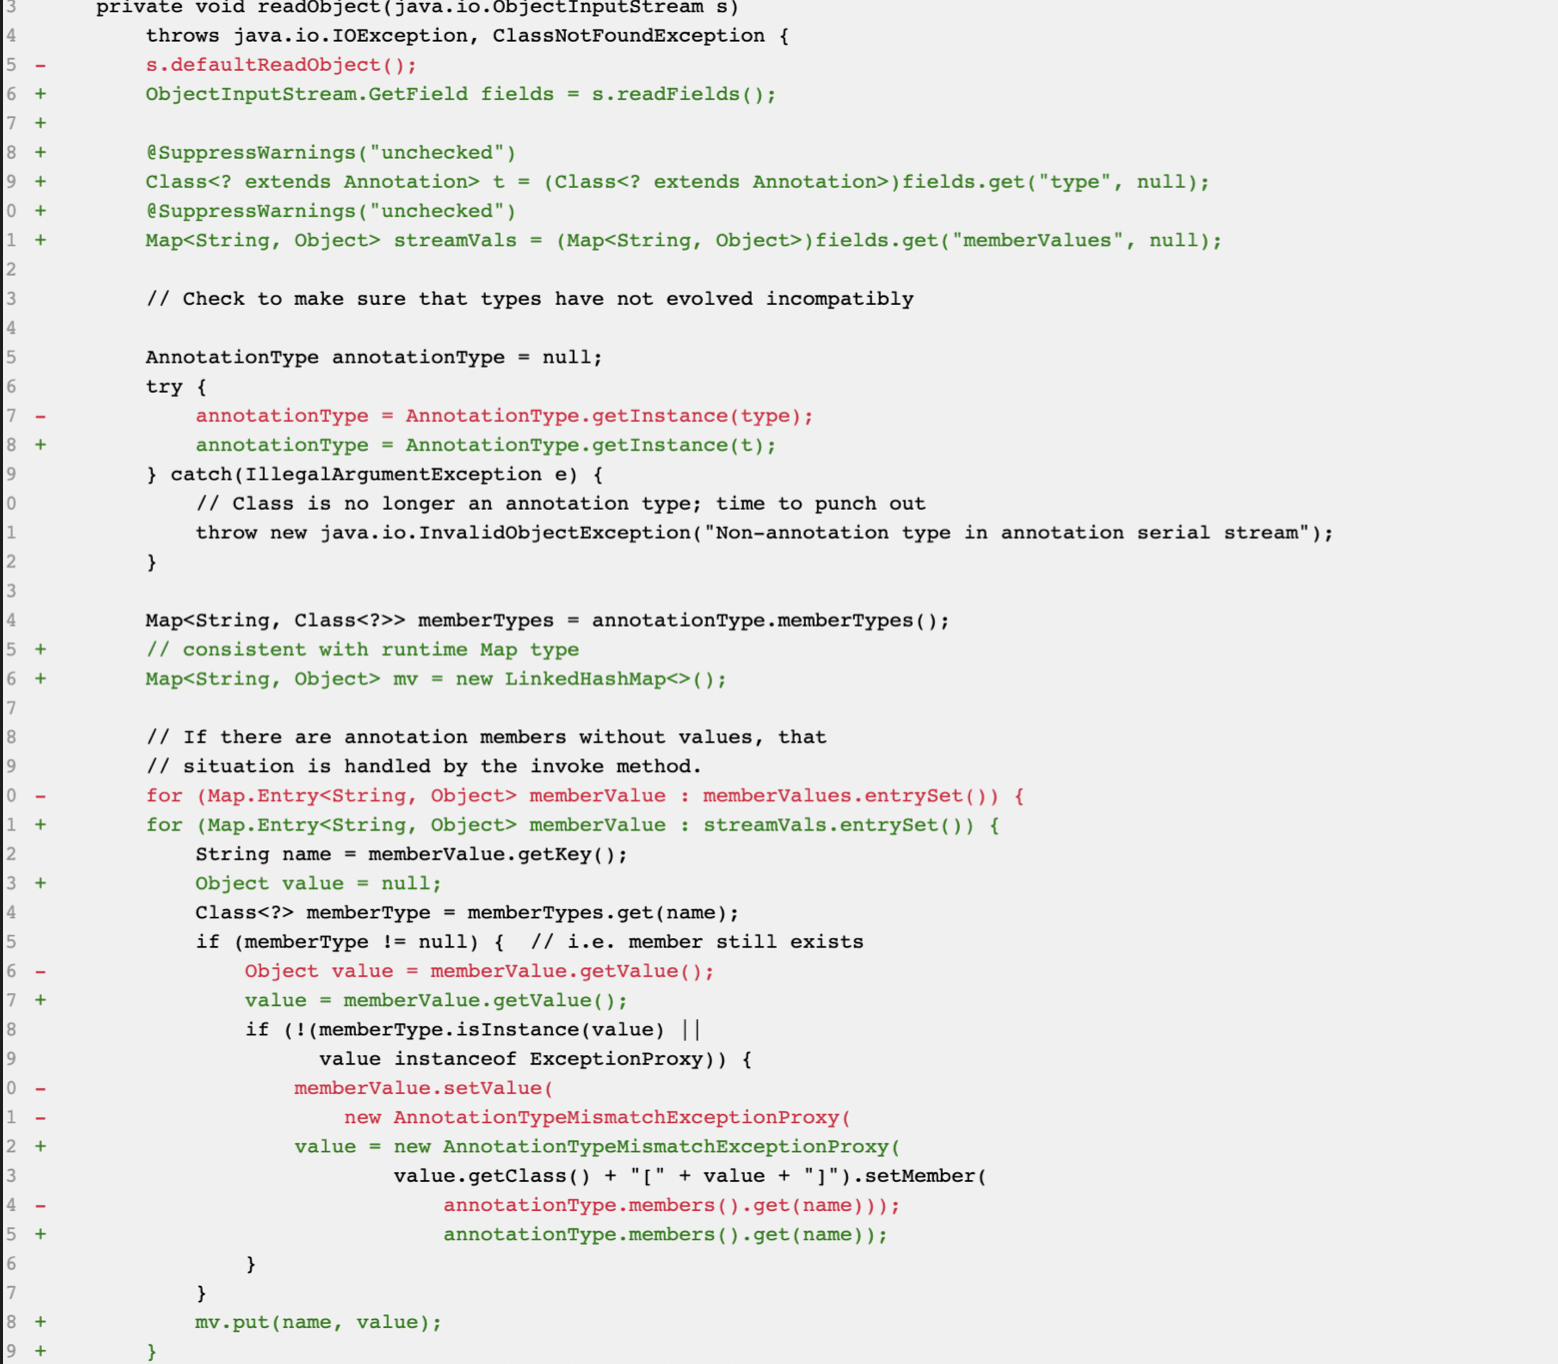 3 private void readObject(java.io.ObjectInputStream s)
4 throws java.io.IOException, ClassNotFoundException {
5 - s.defaultReadObject();
6 + ObjectInputStream.GetField fields = s.readFields();
7 +
8 + @SuppressWarnings("unchecked")
9 + Class<? extends Annotation> t = (Class<? extends Annotation>)fields.get("type", null);
0 + @SuppressWarnings("unchecked")
1 + Map<String, Object> streamVals = (Map<String, Object>)fields.get("memberValues", null);
2
3 // Check to make sure that types have not evolved incompatibly
4
5 AnnotationType annotationType = null;
6 try {
7 - annotationType = AnnotationType.getInstance(type);
8 + annotationType = AnnotationType.getInstance(t);
9 } catch(IllegalArgumentException e) {
0 // Class is no longer an annotation type; time to punch out
1 throw new java.io.InvalidObjectException("Non-annotation type in annotation serial stream");
2 }
3
4 Map<String, Class<?>> memberTypes = annotationType.memberTypes();
5 + // consistent with runtime Map type
6 + Map<String, Object> mv = new LinkedHashMap<>();
7
8 // If there are annotation members without values, that
9 // situation is handled by the invoke method.
0 - for (Map.Entry<String, Object> memberValue : memberValues.entrySet()) {
1 + for (Map.Entry<String, Object> memberValue : streamVals.entrySet()) {
2 String name = memberValue.getKey();
3 + Object value = null;
4 Class<?> memberType = memberTypes.get(name);
5 if (memberType != null) { // i.e. member still exists
6 - Object value = memberValue.getValue();
7 + value = memberValue.getValue();
8 if (!(memberType.isInstance(value) ||
9 value instanceof ExceptionProxy)) {
0 - memberValue.setValue(
1 - new AnnotationTypeMismatchExceptionProxy(
2 + value = new AnnotationTypeMismatchExceptionProxy(
3 value.getClass() + "[" + value + "]").setMember(
4 - annotationType.members().get(name)));
5 + annotationType.members().get(name));
6 }
7 }
8 + mv.put(name, value);
9 + }